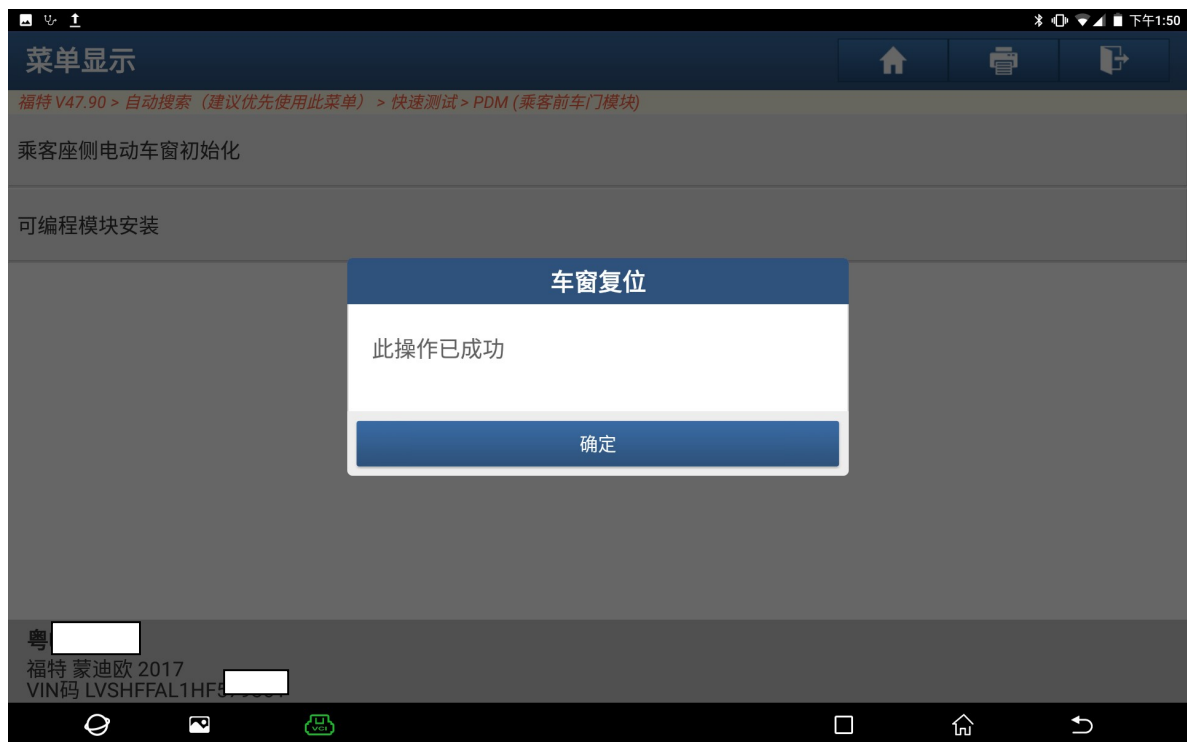 下午1:50
菜单显示
福特 V47.90 > 自动搜索（建议优先使用此菜单） > 快速测试 > PDM (乘客前车门模块)
乘客座侧电动车窗初始化
可编程模块安装
车窗复位
此操作已成功
确定
粤
福特 蒙迪欧 2017
VIN码 LVSHFFAL1HF
VCI